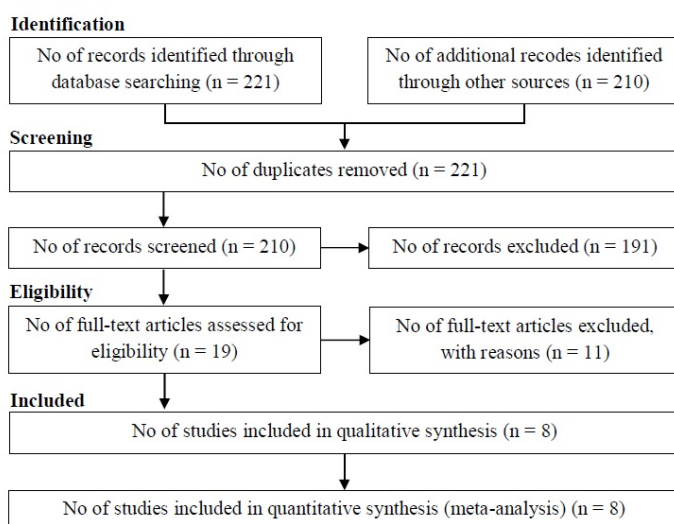 Identification
No of records identified through
database searching (n = 221)
No of additional recodes identified
through other sources (n = 210)
Screening
No of duplicates removed (n = 221)
No of records screened (n = 210)
No of records excluded (n = 191)
Eligibility
No of full-text articles assessed for
eligibility (n = 19)
No of full-text articles excluded,
with reasons (n = 11)
Included
No of studies included in qualitative synthesis (n = 8)
No of studies included in quantitative synthesis (meta-analysis) (n = 8)